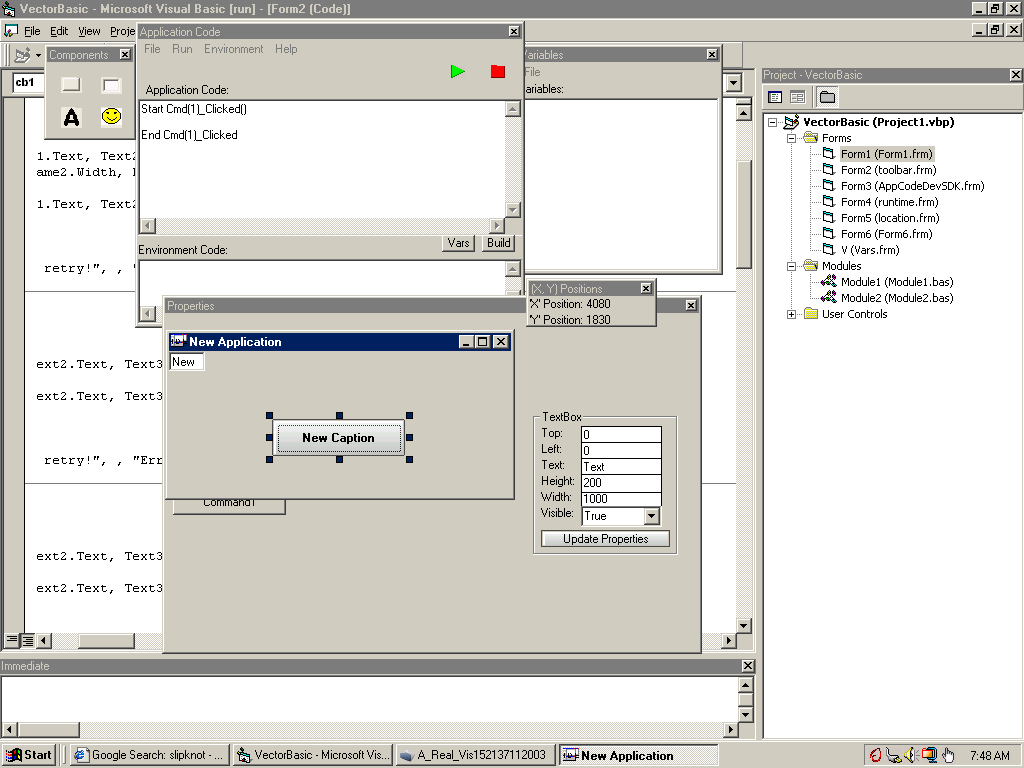 VectorBasic - Microsoft Visual Basic [run] - [Form2 (Code)]
File Edit View Proje
Application Code
File Run Environment Help
Application Code:
Start Cmd(1)_Clicked()
End Cmd(1)_Clicked
Vars Build
Environment Code:
Components
A
cb1
ariables
File
ariables:
1.Text, Text2
ame2.Width,
1.Text, Text2
retry!", , "
ext2.Text, Text3
ext2.Text, Text3
retry!", , "Err
ext2.Text, Text3
ext2.Text, Text3
(X, Y) Positions
'X' Position: 4080
'Y' Position: 1830
Properties
New Application
New
New Caption
Command1
TextBox
Top: 0
Left: 0
Text: Text
Height: 200
Width: 1000
Visible: True
Update Properties
Project - VectorBasic
VectorBasic (Project1.vbp)
Forms
Form1 (Form1.frm)
Form2 (toolbar.frm)
Form3 (AppCodeDevSDK.frm)
Form4 (runtime.frm)
Form5 (location.frm)
Form6 (Form6.frm)
V (Vars.frm)
Modules
Module1 (Module1.bas)
Module2 (Module2.bas)
User Controls
Immediate
Start
Google Search: slipknot - ...
VectorBasic - Microsoft Vis...
A_Real_Vis152137112003
New Application
7:48 AM